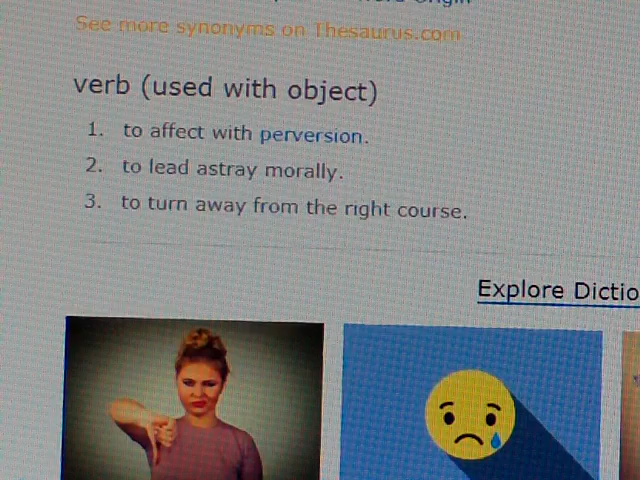 See more synonyms on Thesaurus.com
verb (used with object)
1. to affect with perversion.
2. to lead astray morally.
3. to turn away from the right course.
Explore Dictio